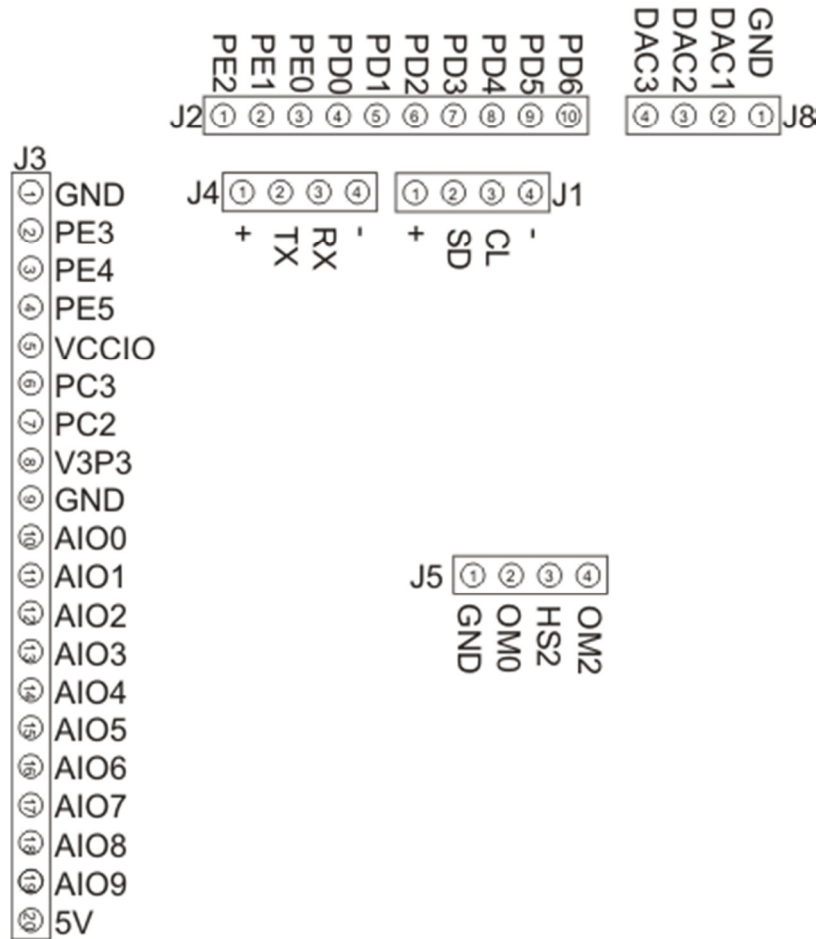 PE2 PE1 PE0 PD0 PD1 PD2 PD3 PD4 PD5 PD6
J2 1 2 3 4 5 6 7 8 9 10
DAC3 DAC2 DAC1 GND
4 3 2 1 J8
J4 1 2 3 4
+ TX RX -
1 2 3 4 J1
+ SD CL -
J3
1 GND
2 PE3
3 PE4
4 PE5
5 VCCIO
6 PC3
7 PC2
8 V3P3
9 GND
10 AIO0
11 AIO1
12 AIO2
13 AIO3
14 AIO4
15 AIO5
16 AIO6
17 AIO7
18 AIO8
19 AIO9
20 5V
J5 1 2 3 4
GND OM0 HS2 OM2